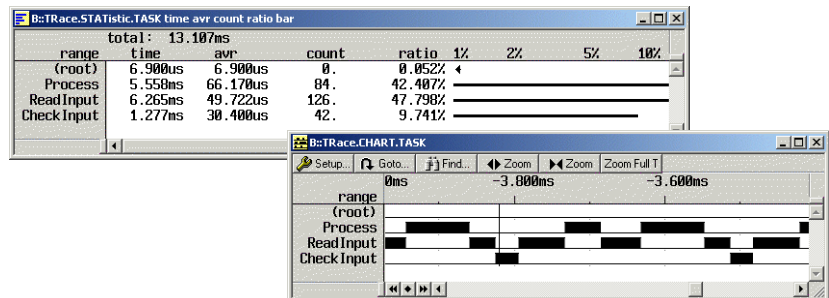 B::TRace.STATistic.TASK time avr count ratio bar
total: 13.107ms
range time avr count ratio 1% 2% 5% 10%
(root) 6.900us 6.900us 0. 0.052%
Process 5.558ms 66.170us 84. 42.407%
ReadInput 6.265ms 49.722us 126. 47.798%
CheckInput 1.277ms 30.400us 42. 9.741%
B::TRace.CHART.TASK
Setup... Goto... Find... Zoom Zoom Zoom Full T
0ms -3.800ms -3.600ms
range
(root)
Process
ReadInput
CheckInput